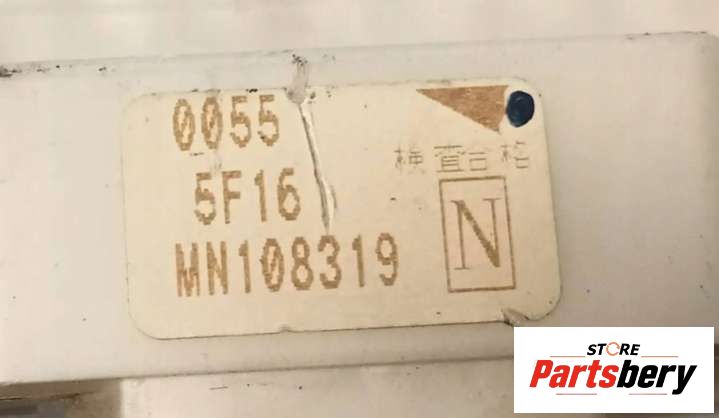 0055
5F16
MN108319
検査合格
N
STORE
Partsbery